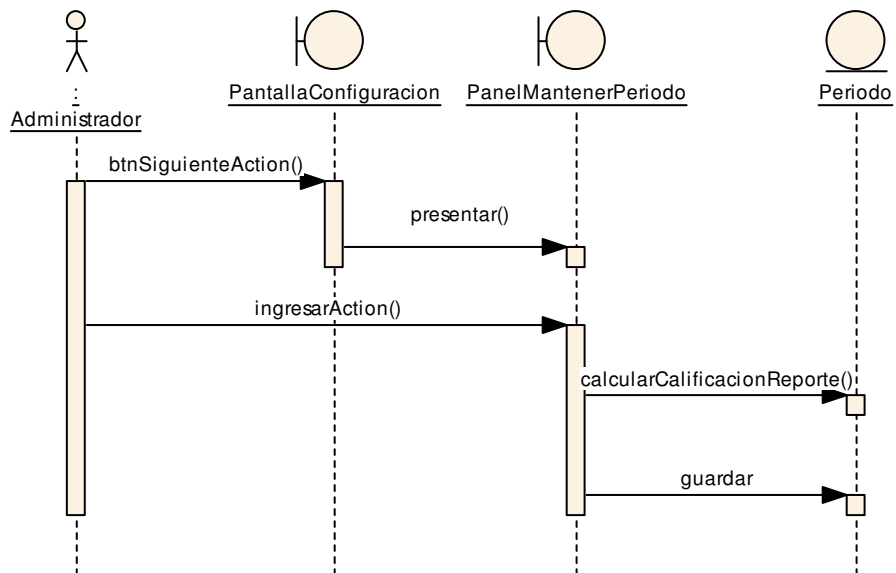 :
Administrador
PantallaConfiguracion
PanelMantenerPeriodo
Periodo
btnSiguienteAction()
presentar()
ingresarAction()
calcularCalificacionReporte()
guardar